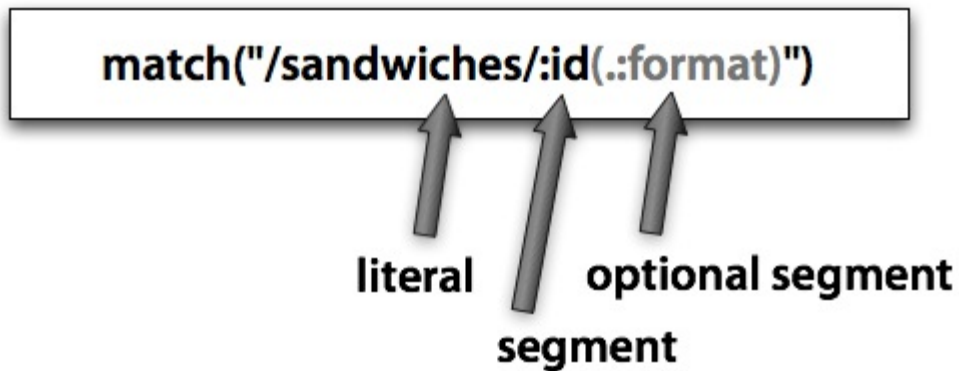 match("/sandwiches/:id(.:format)")
literal
optional segment
segment